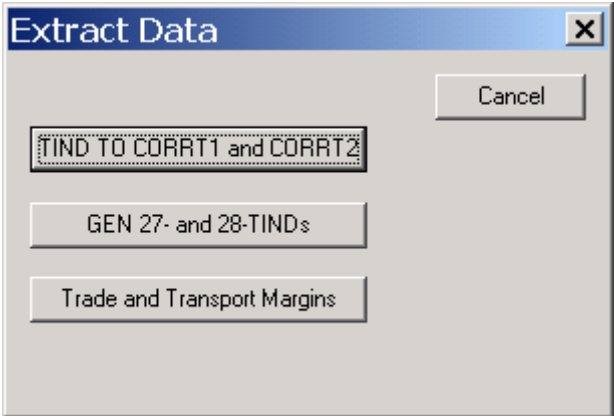 Extract Data
Cancel
TIND TO CORRT1 and CORRT2
GEN 27- and 28-TINDs
Trade and Transport Margins